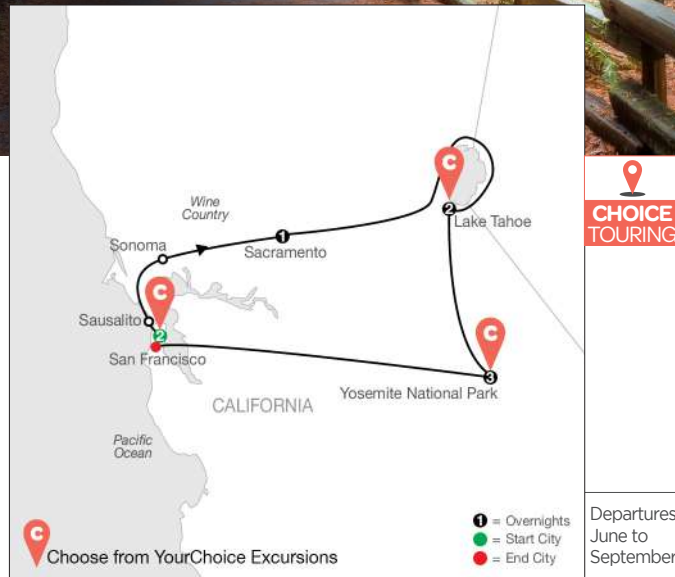 C
2
Lake Tahoe
Wine
Country
1
Sacramento
Sonoma
C
Sausalito
2
San Francisco
C
3
Yosemite National Park
CALIFORNIA
Pacific
Ocean
C
Choose from YourChoice Excursions
1 = Overnights
= Start City
= End City
CHOICE
TOURING
Departures
June to
September